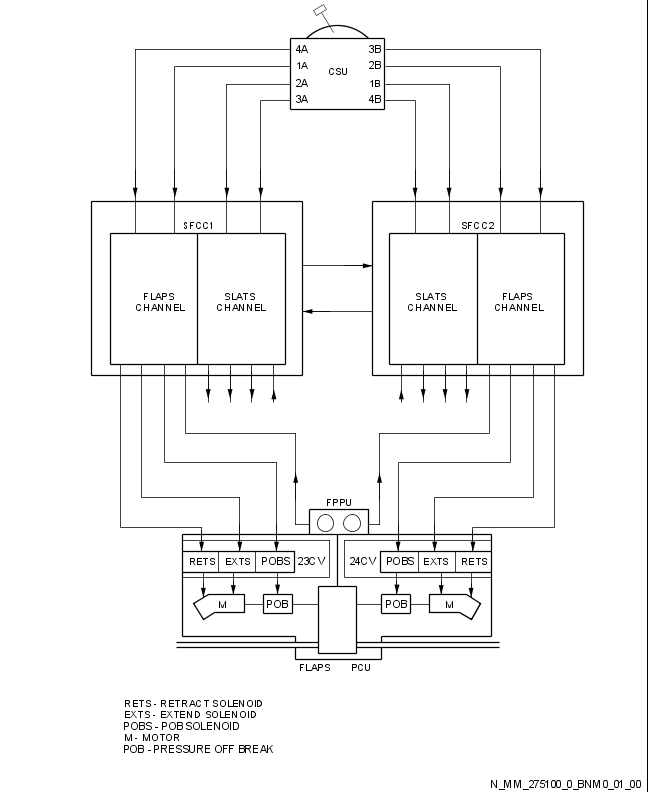 4A 3B
1A CSU 2B
2A 1B
3A 4B
SFCC1 SFCC2
FLAPS CHANNEL SLATS CHANNEL SLATS CHANNEL FLAPS CHANNEL
FPPU
RETS EXTS POBS 23CV 24CV POBS EXTS RETS
M POB POB M
FLAPS PCU
RETS - RETRACT SOLENOID
EXTS - EXTEND SOLENOID
POBS - POB SOLENOID
M - MOTOR
POB - PRESSURE OFF BREAK
N_MM_275100_0_BNM0_01_00